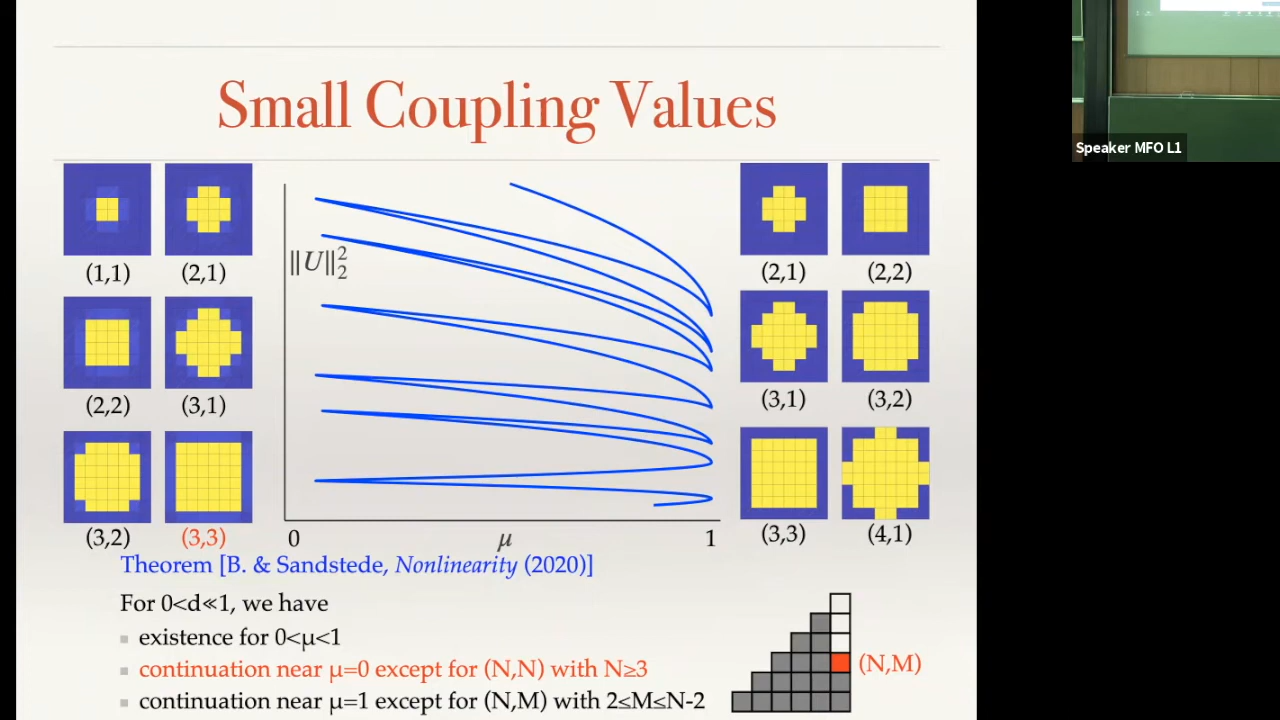 Small Coupling Values
(1,1) (2,1)
(2,2) (3,1)
(3,2) (3,3)
‖U‖₂²
0 μ 1
(2,1) (2,2)
(3,1) (3,2)
(3,3) (4,1)
Theorem [B. & Sandstede, Nonlinearity (2020)]
For 0<d≪1, we have
existence for 0<μ<1
continuation near μ=0 except for (N,N) with N≥3
continuation near μ=1 except for (N,M) with 2≤M≤N-2
(N,M)
Speaker MFO L1